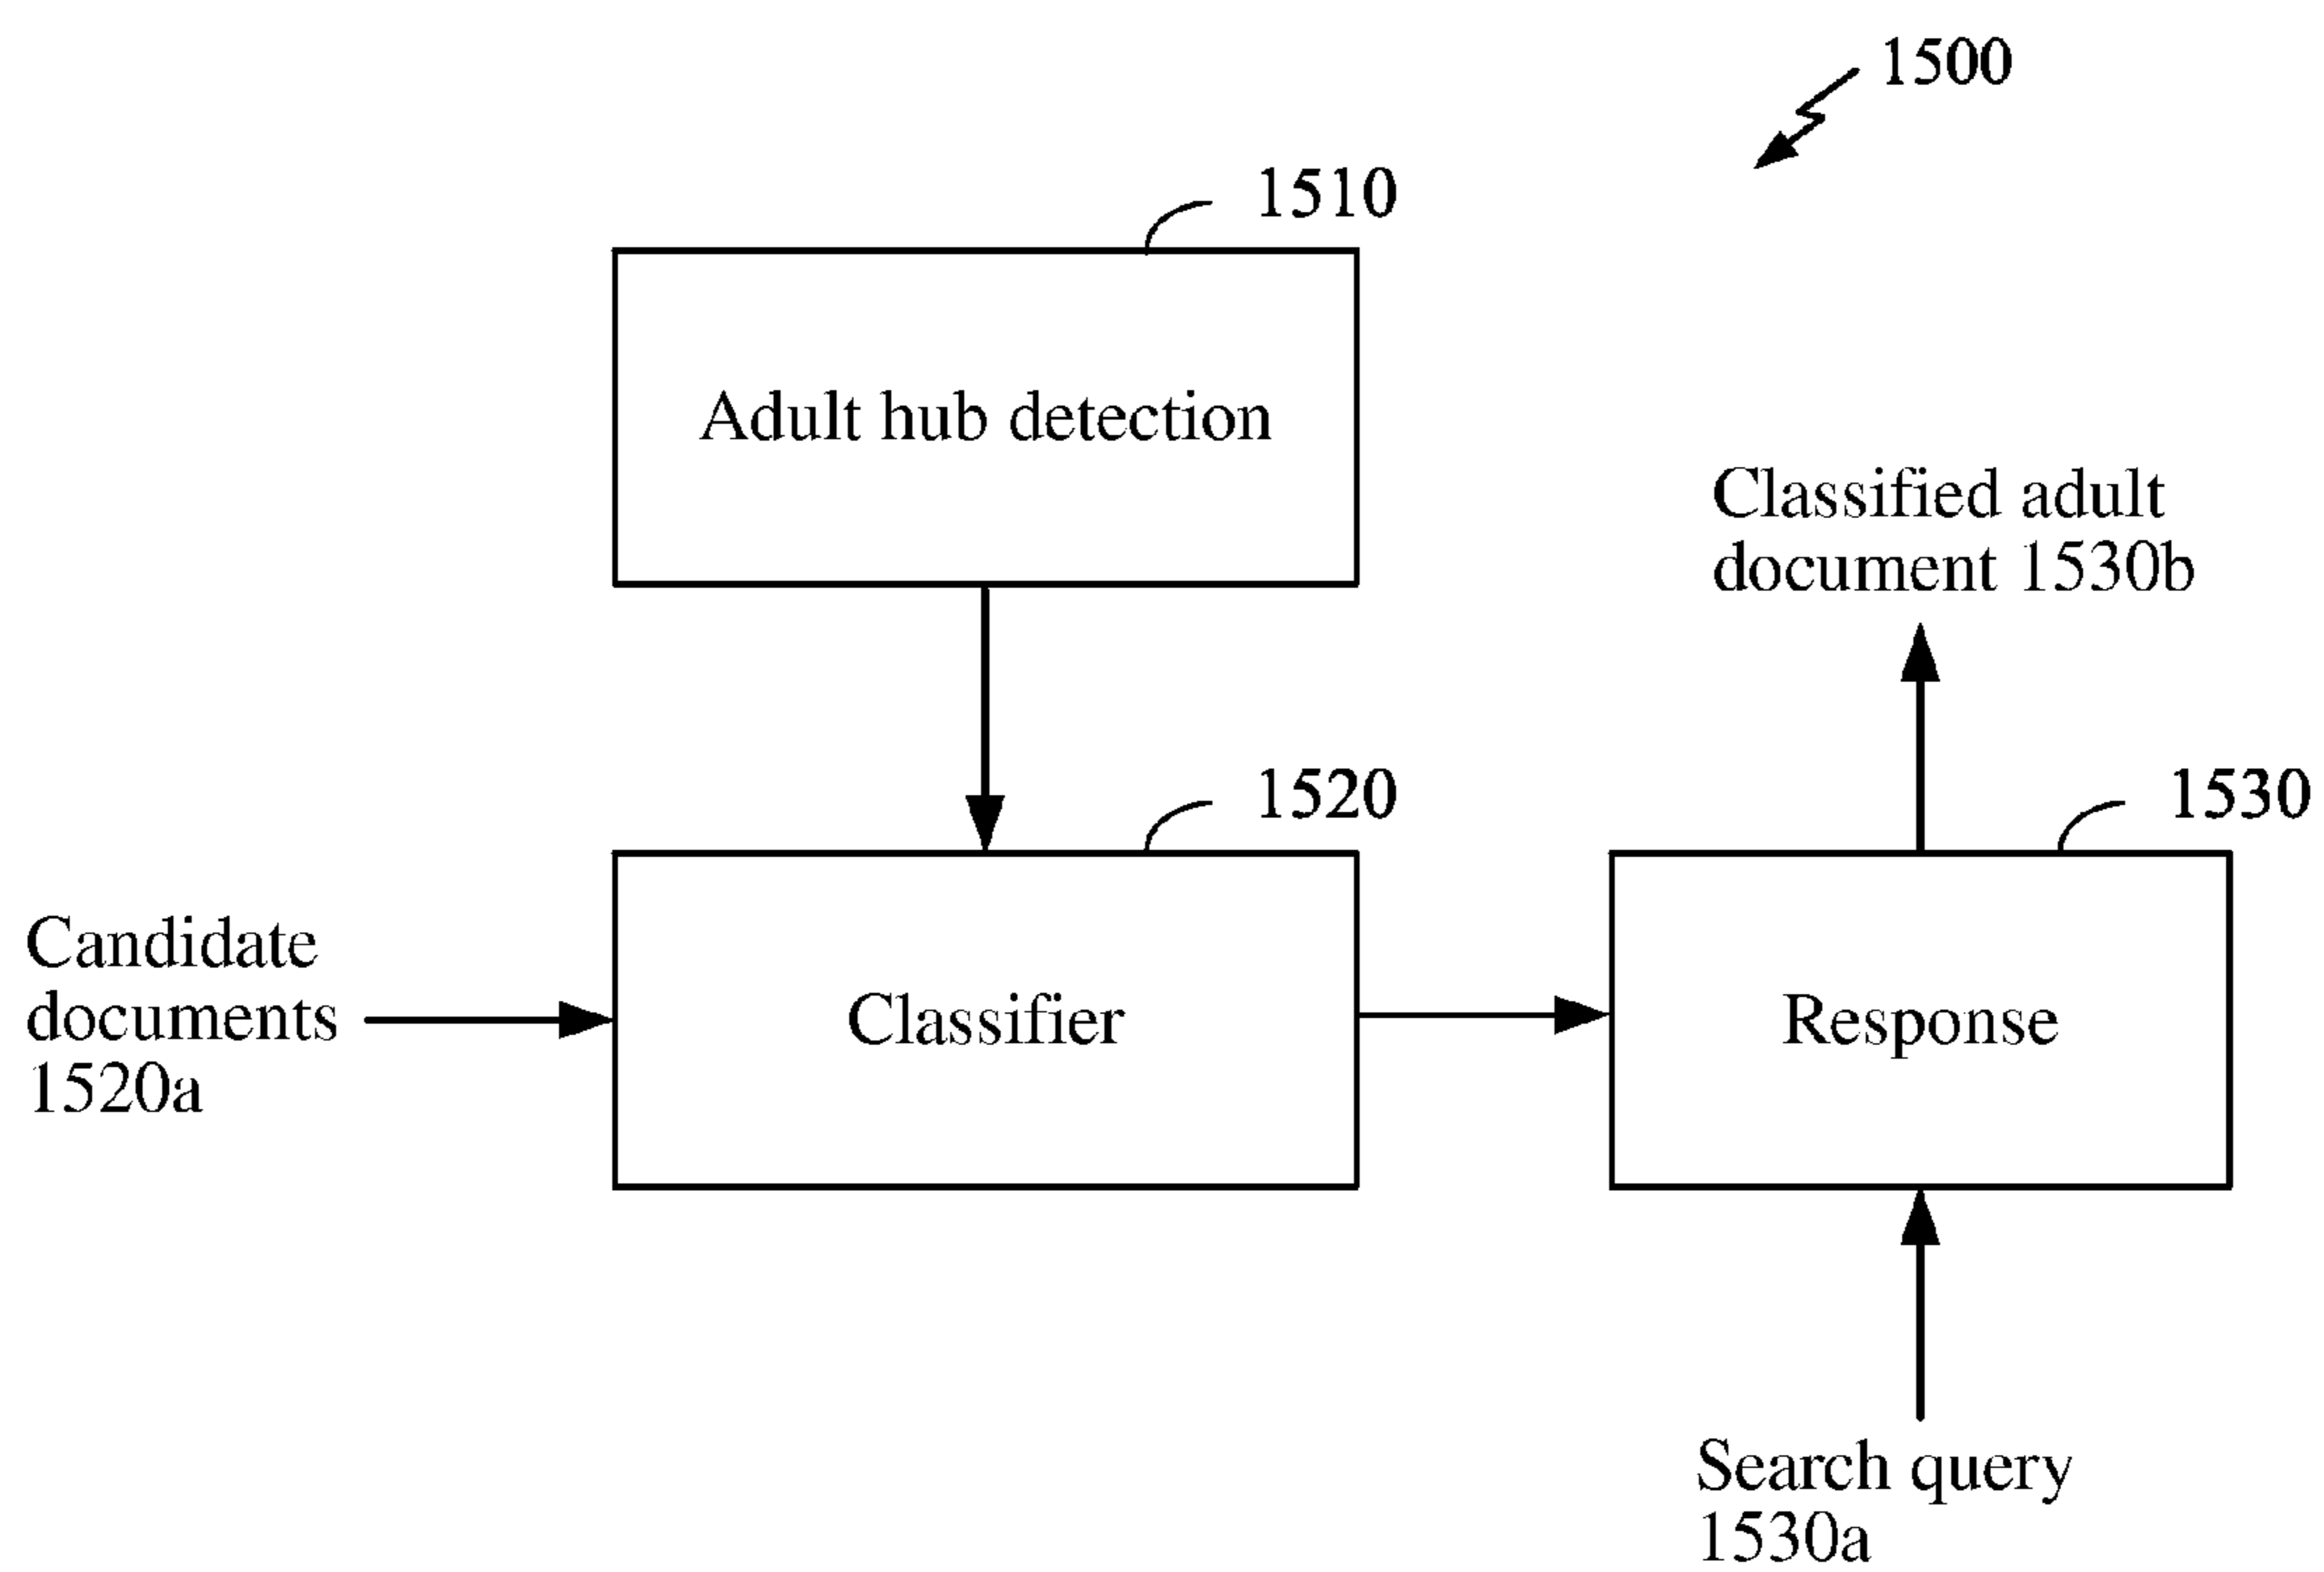 1500
1510
Adult hub detection
Classified adult
document 1530b
1520
1530
Candidate
documents
1520a
Classifier
Response
Search query
1530a